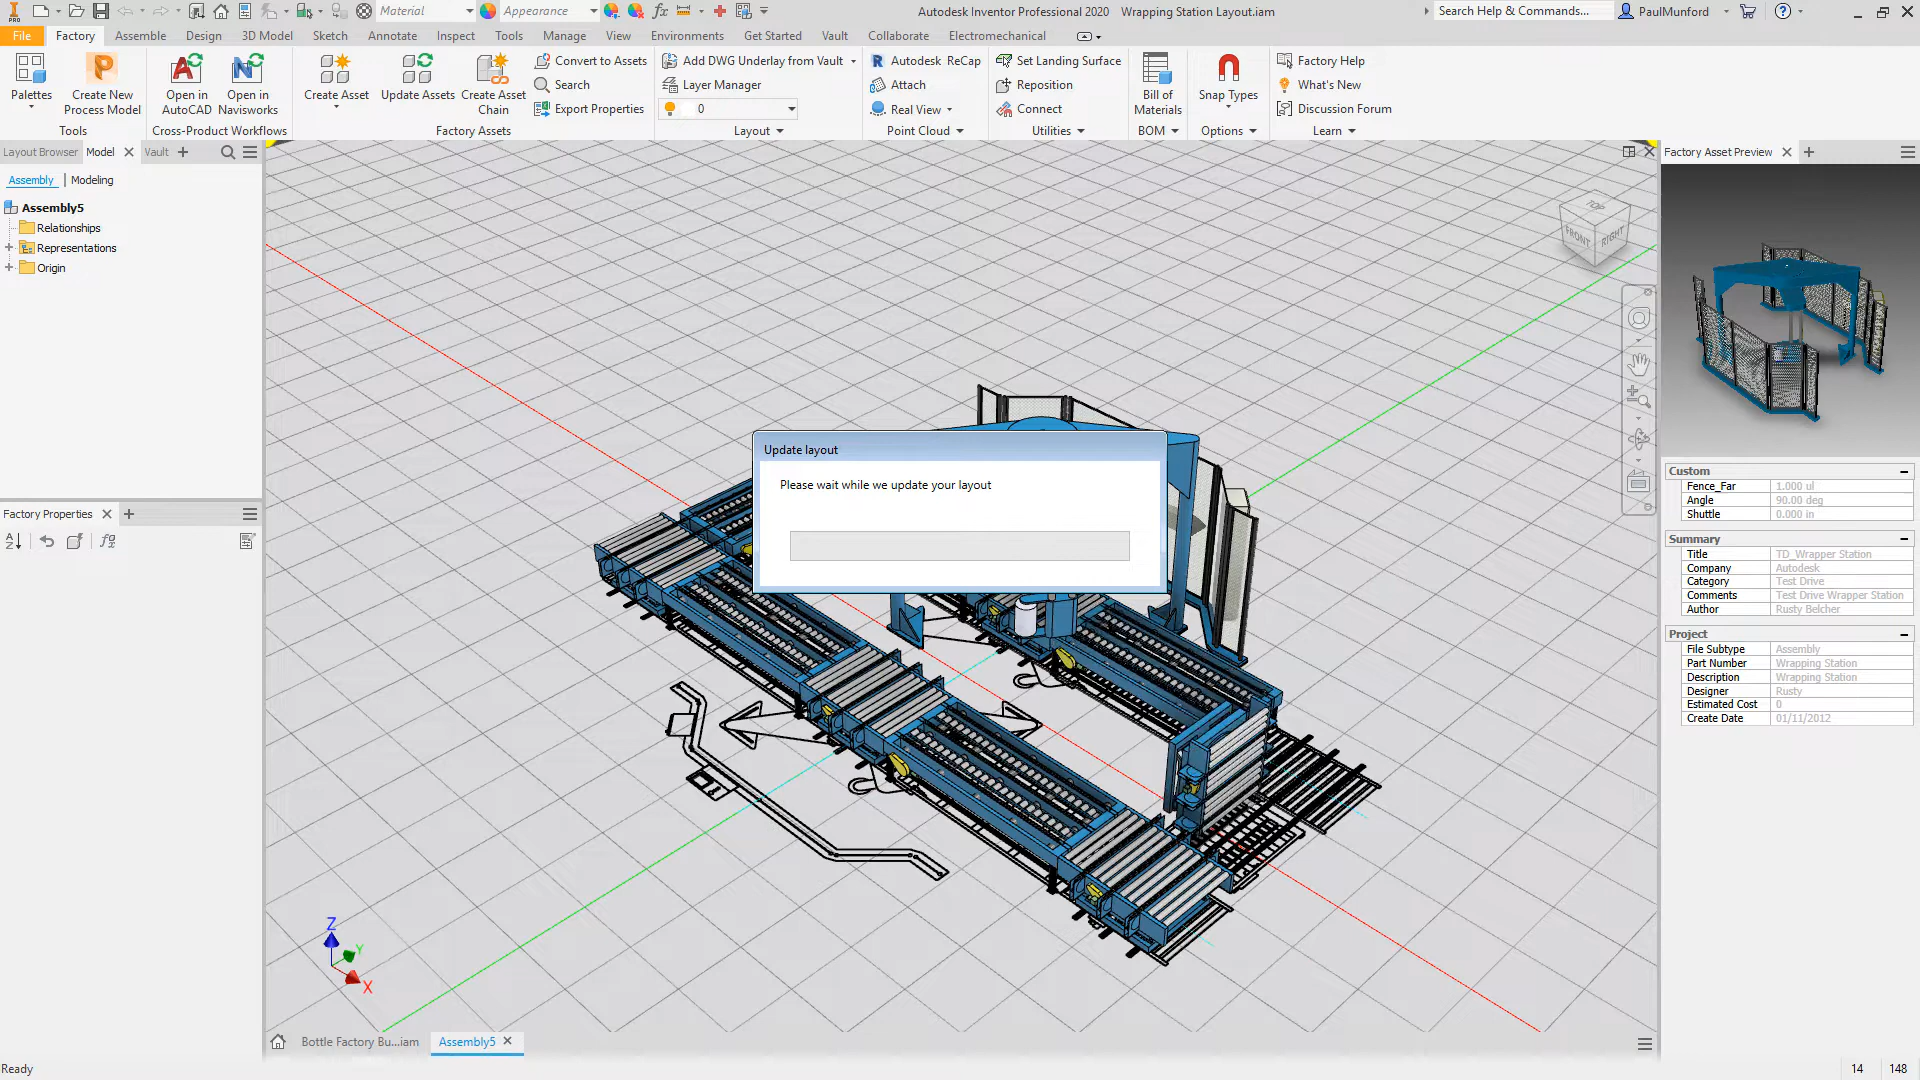 PRO
Material
Appearance
Autodesk Inventor Professional 2020 Wrapping Station Layout.iam
Search Help & Commands...
PaulMunford
File Factory Assemble Design 3D Model Sketch Annotate Inspect Tools Manage View Environments Get Started Vault Collaborate Electromechanical
Palettes
Create New
Process Model
Tools
Open in
AutoCAD
Open in
Navisworks
Cross-Product Workflows
Create Asset
Update Assets
Create Asset
Chain
Convert to Assets
Search
Export Properties
Factory Assets
Add DWG Underlay from Vault
Layer Manager
0
Layout
Autodesk ReCap
Attach
Real View
Point Cloud
Set Landing Surface
Reposition
Connect
Utilities
Bill of
Materials
BOM
Snap Types
Options
Factory Help
What's New
Discussion Forum
Learn
Layout Browser Model Vault
Assembly Modeling
Assembly5
Relationships
Representations
Origin
Factory Properties
Update layout
Please wait while we update your layout
TOP
FRONT
RIGHT
Z
Y
X
Factory Asset Preview
Custom
Fence_Far 1.000 ul
Angle 90.00 deg
Shuttle 0.000 in
Summary
Title TD_Wrapper Station
Company Autodesk
Category Test Drive
Comments Test Drive Wrapper Station
Author Rusty Belcher
Project
File Subtype Assembly
Part Number Wrapping Station
Description Wrapping Station
Designer Rusty
Estimated Cost 0
Create Date 01/11/2012
Bottle Factory Bu...iam Assembly5
Ready
14 148